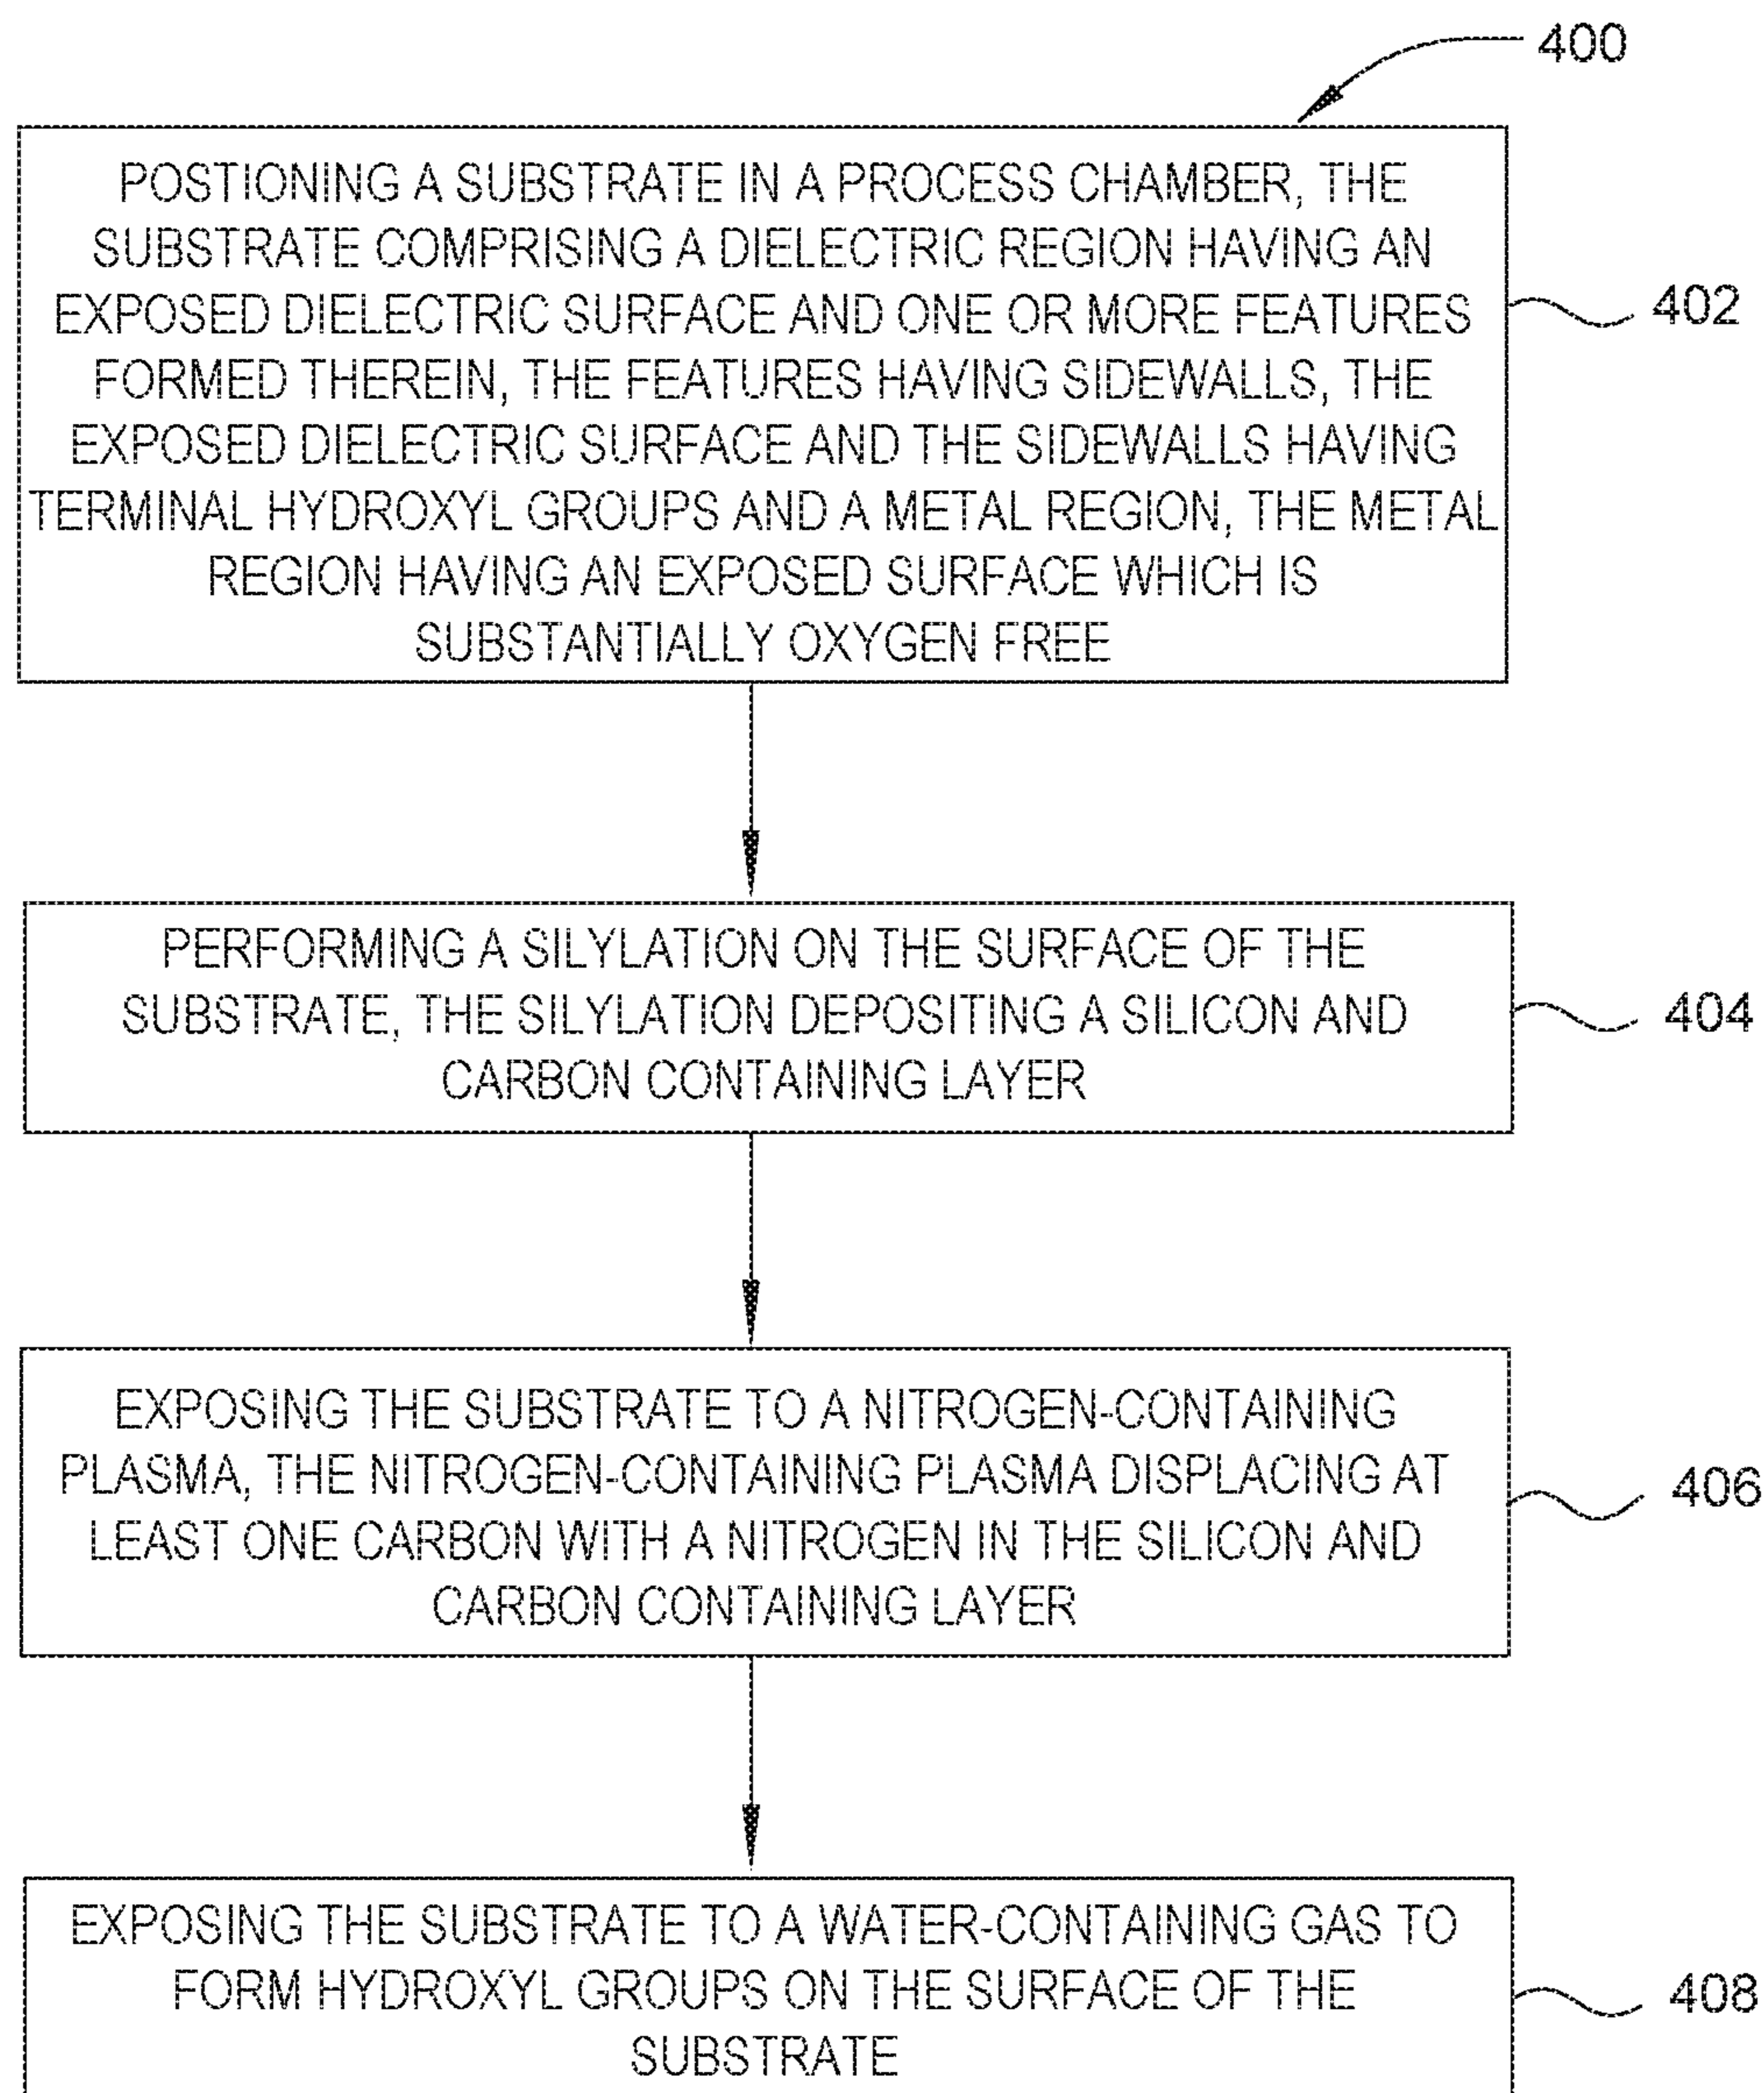 400
POSTIONING A SUBSTRATE IN A PROCESS CHAMBER, THE
SUBSTRATE COMPRISING A DIELECTRIC REGION HAVING AN
EXPOSED DIELECTRIC SURFACE AND ONE OR MORE FEATURES
FORMED THEREIN, THE FEATURES HAVING SIDEWALLS, THE
EXPOSED DIELECTRIC SURFACE AND THE SIDEWALLS HAVING
TERMINAL HYDROXYL GROUPS AND A METAL REGION, THE METAL
REGION HAVING AN EXPOSED SURFACE WHICH IS
SUBSTANTIALLY OXYGEN FREE
402
PERFORMING A SILYLATION ON THE SURFACE OF THE
SUBSTRATE, THE SILYLATION DEPOSITING A SILICON AND
CARBON CONTAINING LAYER
404
EXPOSING THE SUBSTRATE TO A NITROGEN-CONTAINING
PLASMA, THE NITROGEN-CONTAINING PLASMA DISPLACING AT
LEAST ONE CARBON WITH A NITROGEN IN THE SILICON AND
CARBON CONTAINING LAYER
406
EXPOSING THE SUBSTRATE TO A WATER-CONTAINING GAS TO
FORM HYDROXYL GROUPS ON THE SURFACE OF THE
SUBSTRATE
408